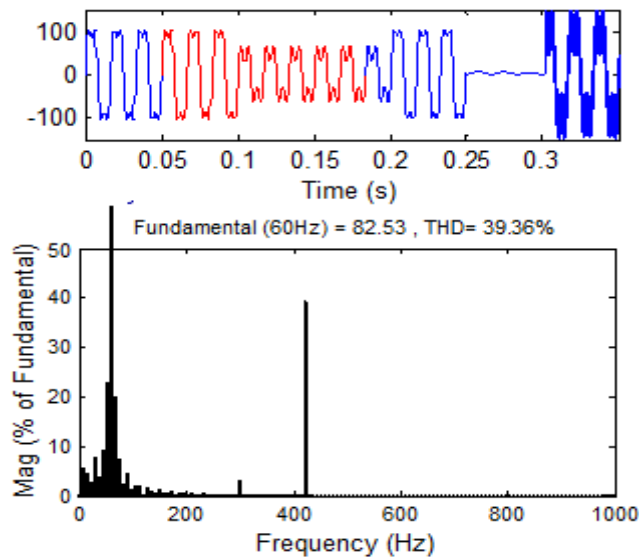 100
0
-100
0 0.05 0.1 0.15 0.2 0.25 0.3
Time (s)
Fundamental (60Hz) = 82.53 , THD= 39.36%
50
40
30
20
10
0
Mag (% of Fundamental)
0 200 400 600 800 1000
Frequency (Hz)